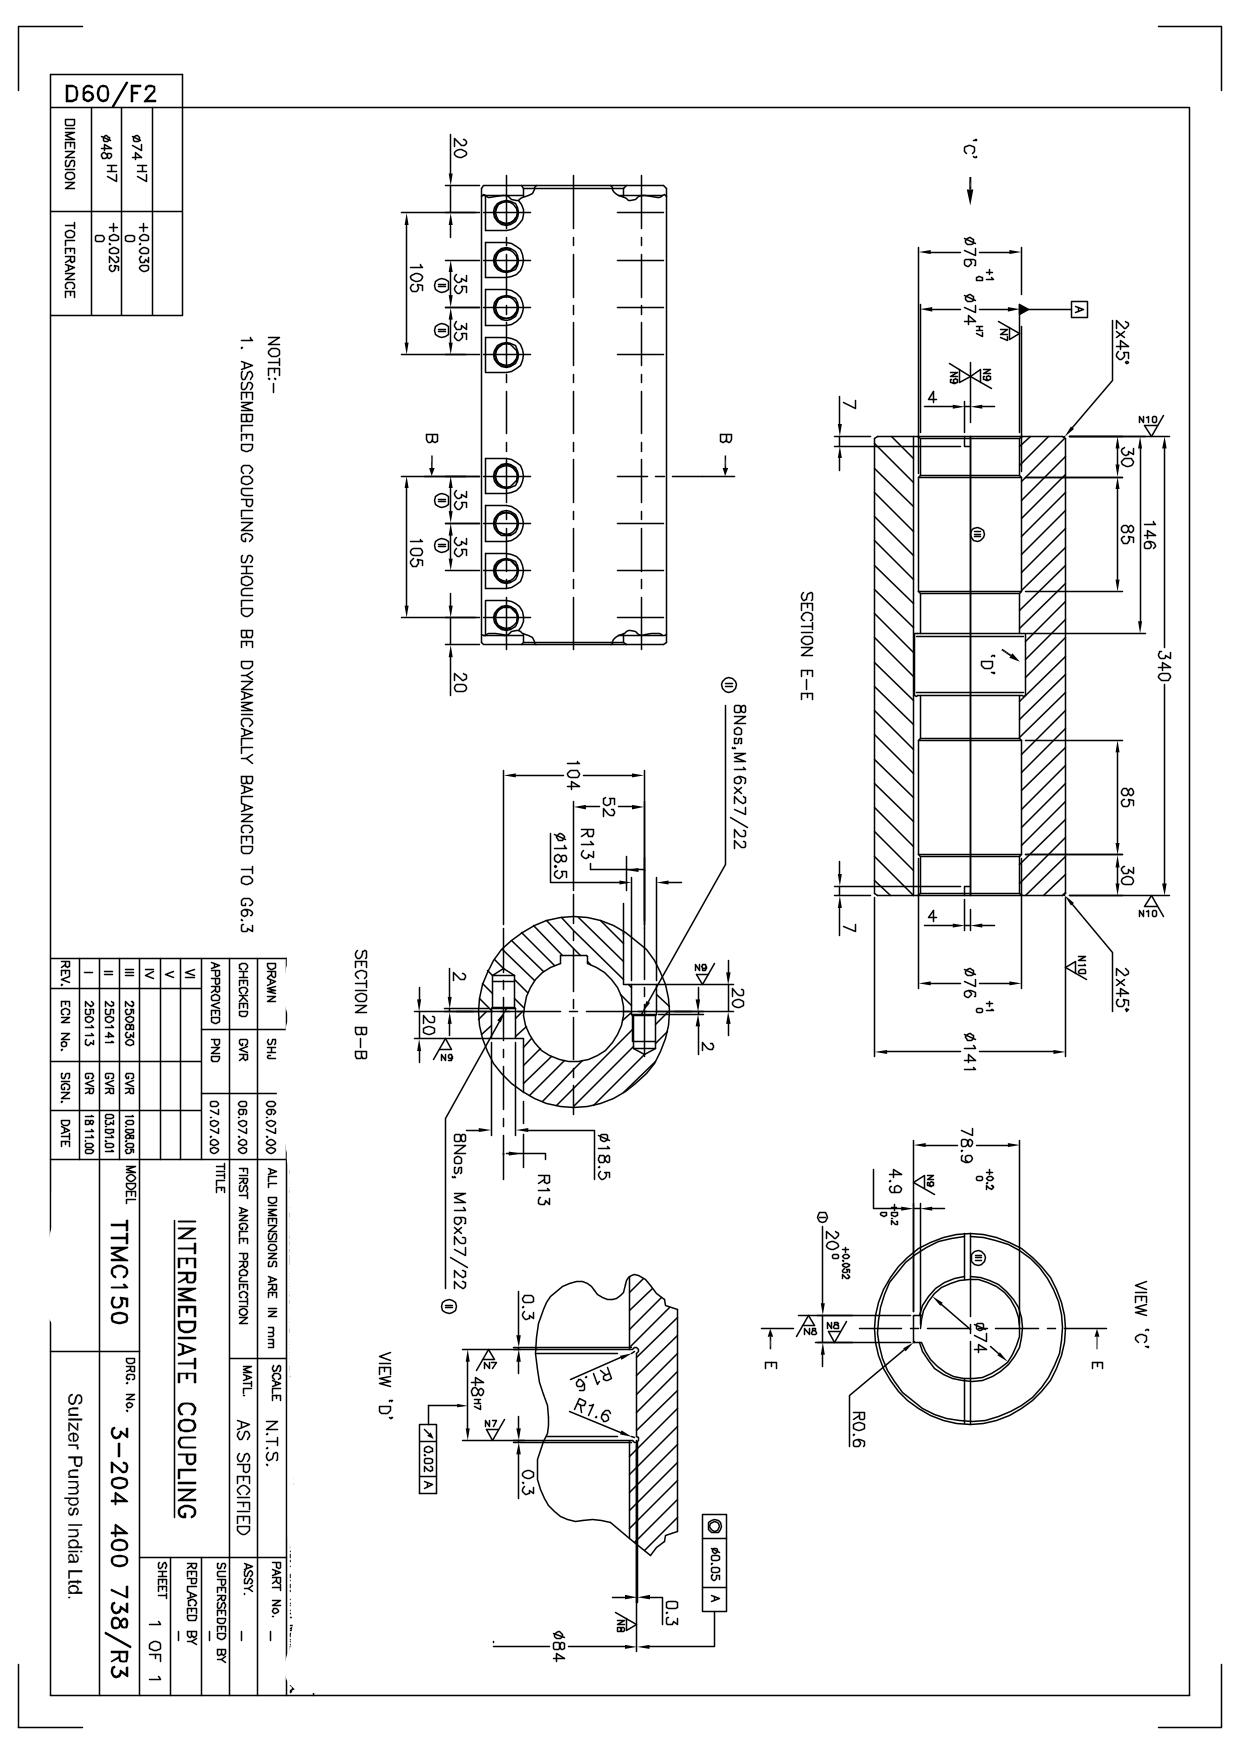 D60/F2
DIMENSION
TOLERANCE
ø48 H7
+0.025
0
ø74 H7
+0.030
0
'C'
A
ø76 +1 0
ø74 H7
N7
N9
N9
4
7
2x45°
N10
30
85
146
340
III
'D'
85
30
N10
2x45°
N10
4
7
ø76 +1 0
ø141
SECTION E-E
VIEW 'C'
78.9 +0.2 0
4.9 +0.2 0
N9
I 20 +0.052 0
N8
N8
ø74
III
R0.6
E
E
20
35
II
35
II
105
B
B
35
II
35
II
105
20
II 8Nos,M16x27/22
104
52
R13
ø18.5
N9
20
2
2
20
N9
ø18.5
R13
8Nos, M16x27/22 II
SECTION B-B
0.3
R1.6
R1.6
N7
48H7
N7
0.3
0.02 A
ø0.05 A
0.3
N8
ø84
VIEW 'D'
NOTE:-
1. ASSEMBLED COUPLING SHOULD BE DYNAMICALLY BALANCED TO G6.3
DRAWN SHJ 06.07.00
CHECKED GVR 06.07.00
APPROVED PND 07.07.00
VI
V
IV
III 250830 GVR 10.08.05
II 250141 GVR 03.01.01
I 250113 GVR 18.11.00
REV. ECN No. SIGN. DATE
ALL DIMENSIONS ARE IN mm
FIRST ANGLE PROJECTION
SCALE N.T.S.
MATL. AS SPECIFIED
PART No. –
ASSY. –
SUPERSEDED BY –
REPLACED BY –
SHEET 1 OF 1
TITLE
INTERMEDIATE COUPLING
MODEL TTMC150
DRG. No. 3-204 400 738/R3
Sulzer Pumps India Ltd.